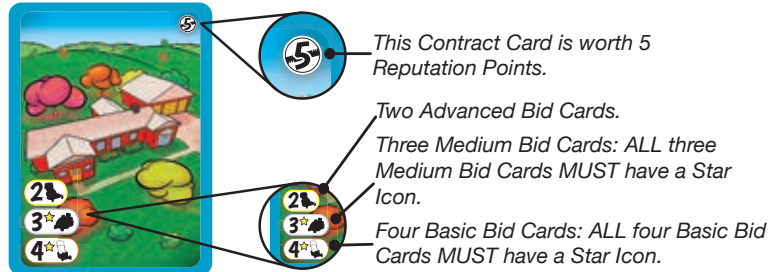 5
5
This Contract Card is worth 5
Reputation Points.
Two Advanced Bid Cards.
Three Medium Bid Cards: ALL three
Medium Bid Cards MUST have a Star
Icon.
Four Basic Bid Cards: ALL four Basic Bid
Cards MUST have a Star Icon.
2
3
4
2
3
4